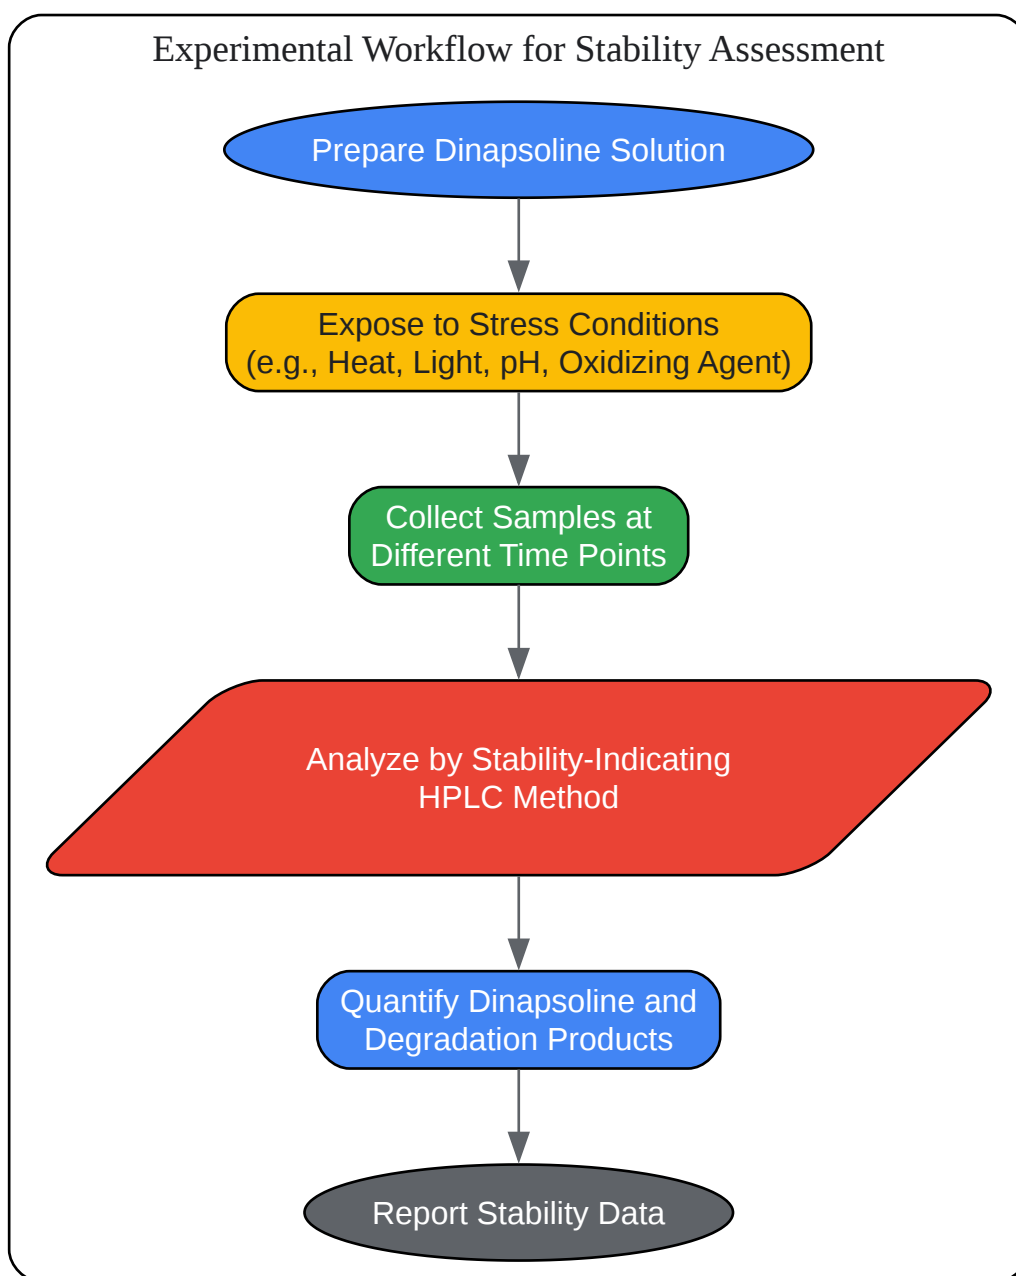 Experimental Workflow for Stability Assessment
Prepare Dinapsoline Solution
Expose to Stress Conditions
(e.g., Heat, Light, pH, Oxidizing Agent)
Collect Samples at
Different Time Points
Analyze by Stability-Indicating
HPLC Method
Quantify Dinapsoline and
Degradation Products
Report Stability Data